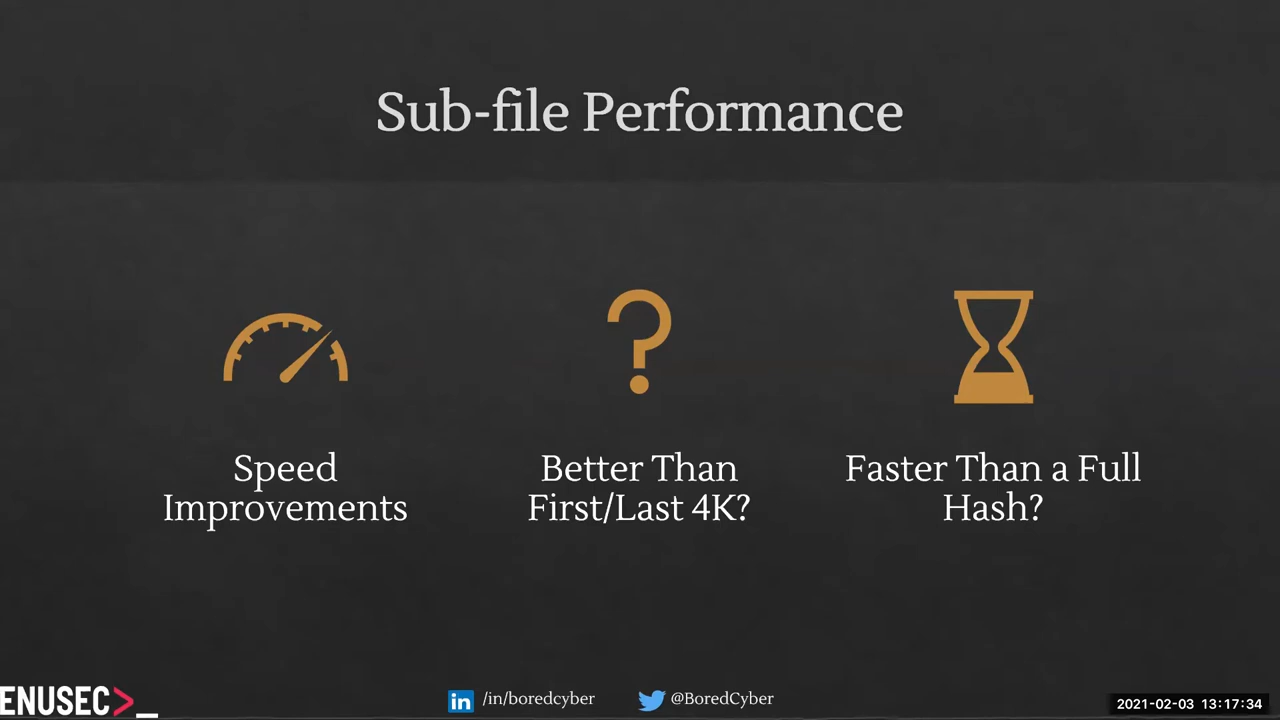 Sub-file Performance
Speed
Improvements
Better Than
First/Last 4K?
Faster Than a Full
Hash?
ENUSEC>_
in /in/boredcyber
@BoredCyber
2021-02-03 13:17:34